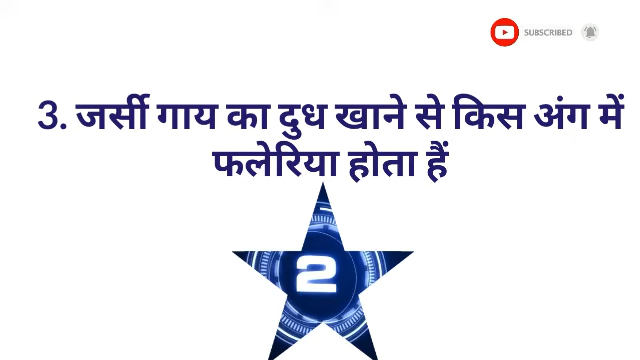 SUBSCRIBED
3. जर्सी गाय का दुध खाने से किस अंग में
फलेरिया होता हैं
2